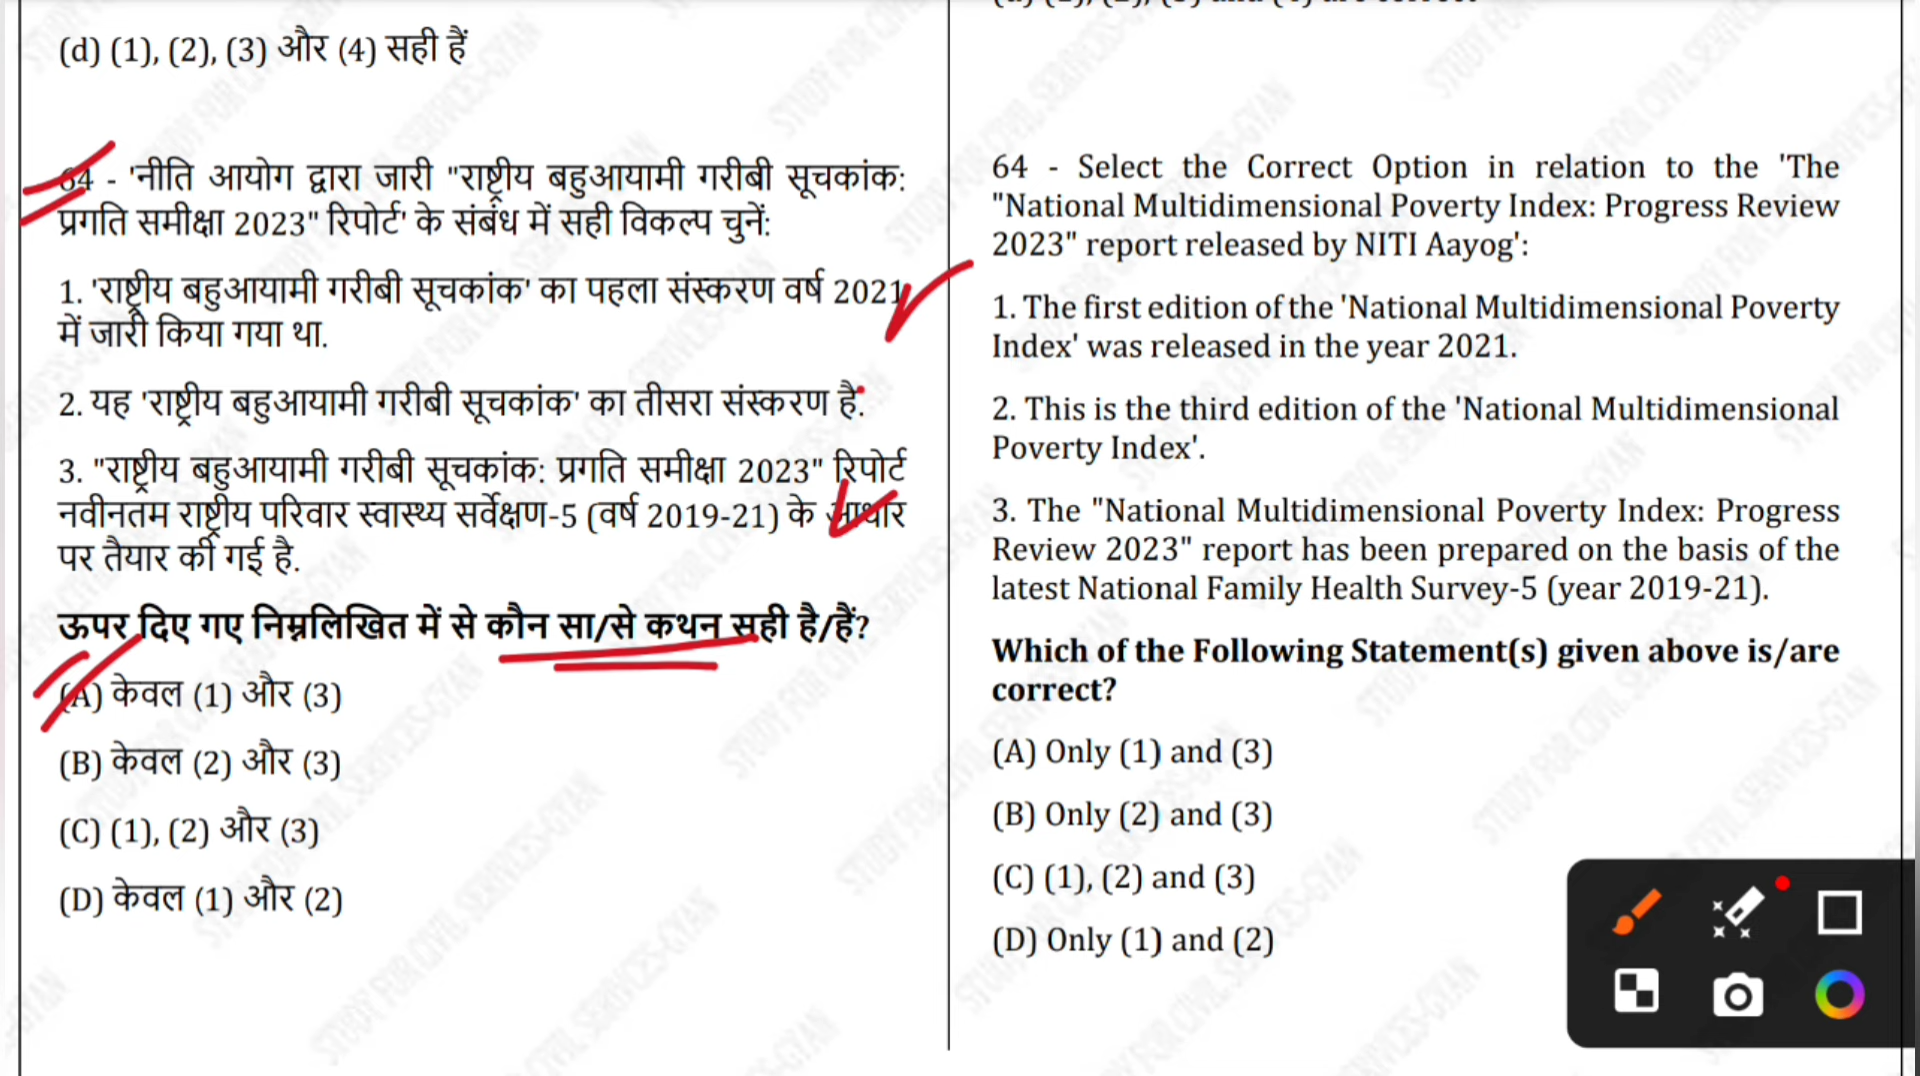 (d) (1), (2), (3) और (4) सही हैं
64 - 'नीति आयोग द्वारा जारी "राष्ट्रीय बहुआयामी गरीबी सूचकांक:
प्रगति समीक्षा 2023" रिपोर्ट' के संबंध में सही विकल्प चुनें:
1. 'राष्ट्रीय बहुआयामी गरीबी सूचकांक' का पहला संस्करण वर्ष 2021
में जारी किया गया था.
2. यह 'राष्ट्रीय बहुआयामी गरीबी सूचकांक' का तीसरा संस्करण है.
3. "राष्ट्रीय बहुआयामी गरीबी सूचकांक: प्रगति समीक्षा 2023" रिपोर्ट
नवीनतम राष्ट्रीय परिवार स्वास्थ्य सर्वेक्षण-5 (वर्ष 2019-21) के आधार
पर तैयार की गई है.
ऊपर दिए गए निम्नलिखित में से कौन सा/से कथन सही है/हैं?
(A) केवल (1) और (3)
(B) केवल (2) और (3)
(C) (1), (2) और (3)
(D) केवल (1) और (2)
64 - Select the Correct Option in relation to the 'The
"National Multidimensional Poverty Index: Progress Review
2023" report released by NITI Aayog':
1. The first edition of the 'National Multidimensional Poverty
Index' was released in the year 2021.
2. This is the third edition of the 'National Multidimensional
Poverty Index'.
3. The "National Multidimensional Poverty Index: Progress
Review 2023" report has been prepared on the basis of the
latest National Family Health Survey-5 (year 2019-21).
Which of the Following Statement(s) given above is/are
correct?
(A) Only (1) and (3)
(B) Only (2) and (3)
(C) (1), (2) and (3)
(D) Only (1) and (2)